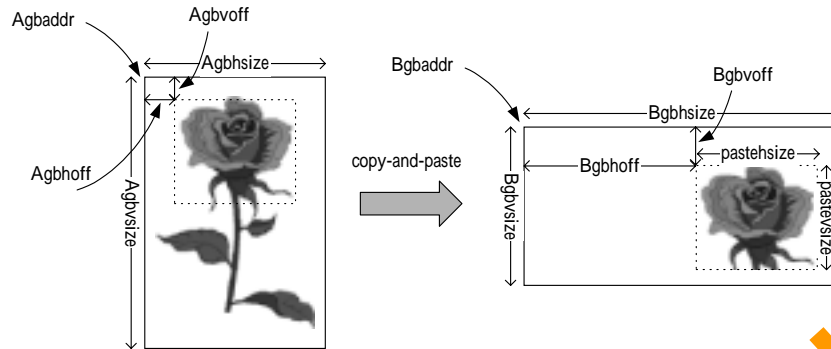 Agbaddr
Agbvoff
Agbhsize
Agbhoff
Agbvsize
copy-and-paste
Bgbaddr
Bgbvoff
Bgbhsize
Bgbhoff
pastehsize
Bgbvsize
pastevsize